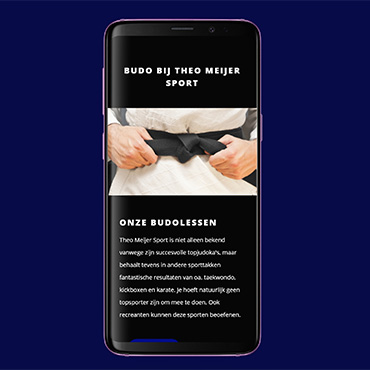 BUDO BIJ THEO MEIJER
SPORT
ONZE BUDOLESSEN
Theo Meijer Sport is niet alleen bekend
vanwege zijn succesvolle topjudoka's, maar
behaalt tevens in andere sporttakken
fantastische resultaten van oa. taekwondo,
kickboxen en karate. Je hoeft natuurlijk geen
topsporter zijn om mee te doen. Ook
recreanten kunnen deze sporten beoefenen.